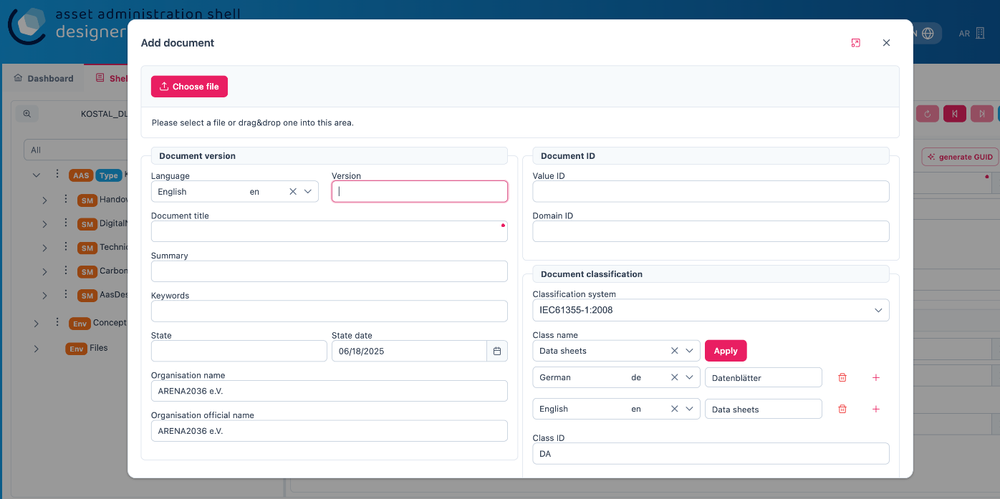 asset administration shell
designer
N
AR
Add document
Dashboard
Choose file
KOSTAL_DL
Please select a file or drag&drop one into this area.
All
Document version
Document ID
generate GUID
Language
Version
Value ID
AAS Type
English en
SM
Document title
Domain ID
SM
Summary
SM Technic
Keywords
Document classification
SM Carbon
Classification system
SM AasDes
IEC61355-1:2008
Env Concept
State
State date
Class name
06/18/2025
Data sheets
Apply
Env Files
German de
Datenblätter
Organisation name
ARENA2036 e.V.
English en
Data sheets
Organisation official name
ARENA2036 e.V.
Class ID
DA